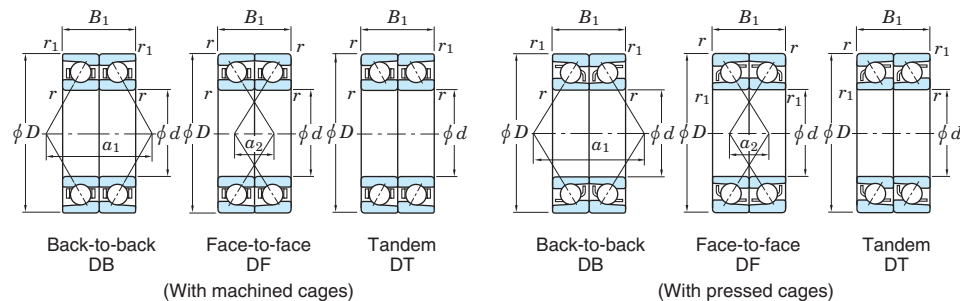 B₁ B₁ B₁ B₁ B₁ B₁
r₁ r₁ r r r r₁ r₁ r₁ r r r r₁
r r r r r r r r r₁ r₁ r₁ r
φD φd φD φd φD φd φD φd φD φd φD φd
a₁ a₂ a₁ a₂
Back-to-back Face-to-face Tandem Back-to-back Face-to-face Tandem
DB DF DT DB DF DT
(With machined cages) (With pressed cages)